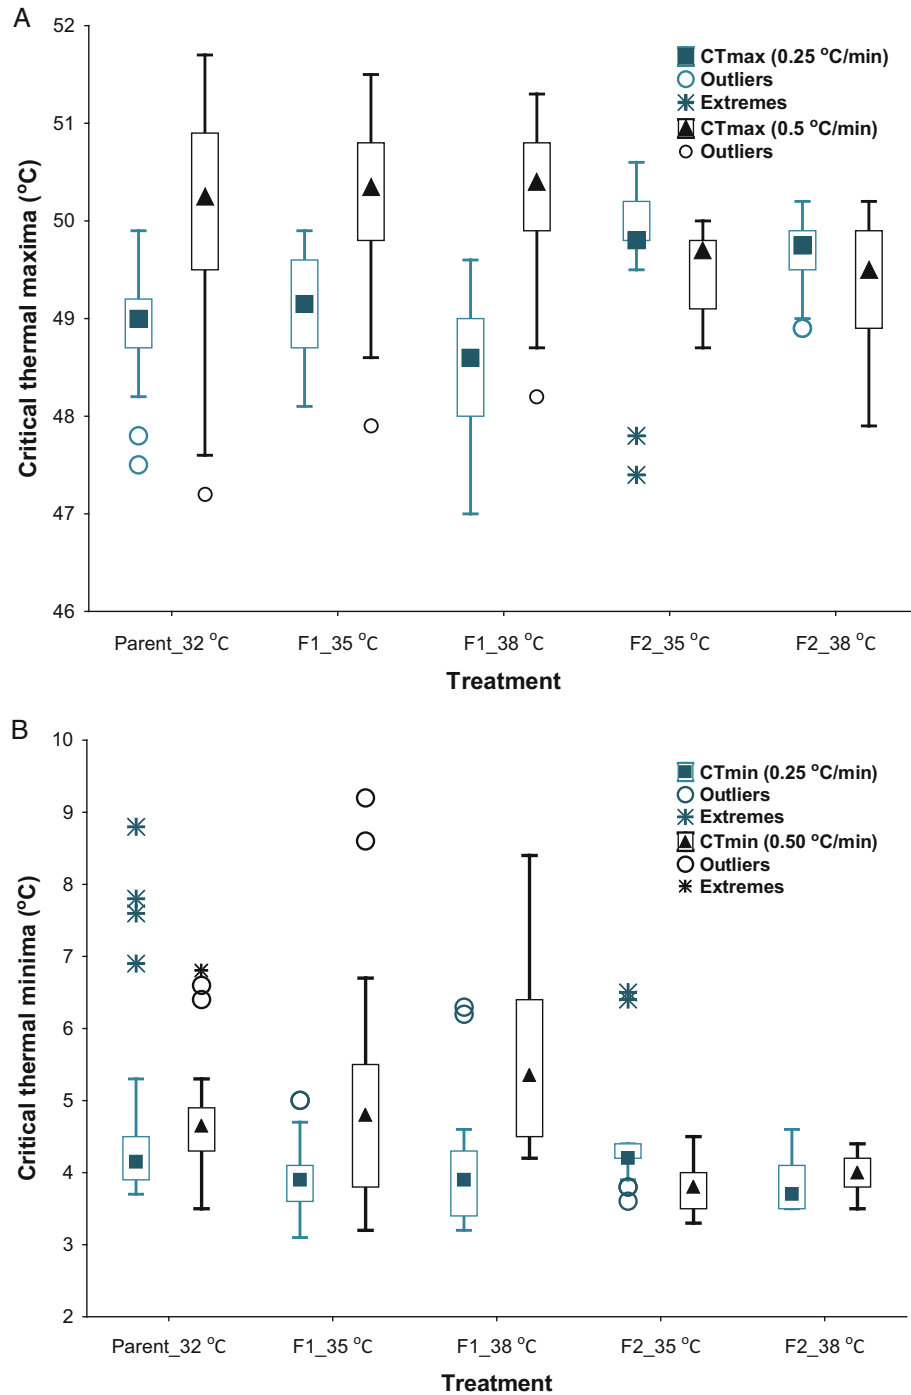 A
52
51
50
49
48
47
46
Critical thermal maxima (°C)
CTmax (0.25 °C/min)
Outliers
Extremes
CTmax (0.5 °C/min)
Outliers
Parent_32 °C
F1_35 °C
F1_38 °C
F2_35 °C
F2_38 °C
Treatment
B
10
9
8
7
6
5
4
3
2
Critical thermal minima (°C)
CTmin (0.25 °C/min)
Outliers
Extremes
CTmin (0.50 °C/min)
Outliers
Extremes
Parent_32 °C
F1_35 °C
F1_38 °C
F2_35 °C
F2_38 °C
Treatment